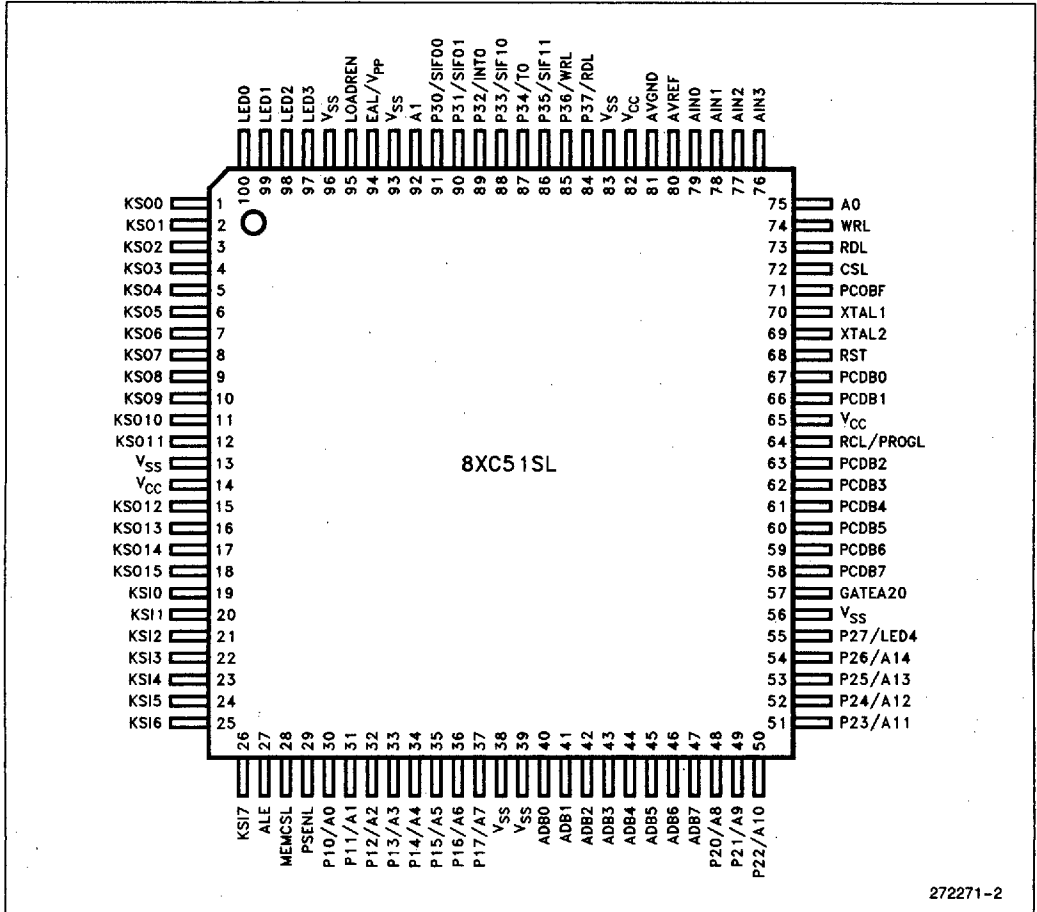 LED0
LED1
LED2
LED3
VSS
LOADREN
EAL/VPP
VSS
A1
P30/SIF00
P31/SIF01
P32/INT0
P33/SIF10
P34/T0
P35/SIF11
P36/WRL
P37/RDL
VSS
VCC
AVGND
AVREF
AIN0
AIN1
AIN2
AIN3
100 99 98 97 96 95 94 93 92 91 90 89 88 87 86 85 84 83 82 81 80 79 78 77 76
KSO0 1
KSO1 2
KSO2 3
KSO3 4
KSO4 5
KSO5 6
KSO6 7
KSO7 8
KSO8 9
KSO9 10
KSO10 11
KSO11 12
VSS 13
VCC 14
KSO12 15
KSO13 16
KSO14 17
KSO15 18
KSI0 19
KSI1 20
KSI2 21
KSI3 22
KSI4 23
KSI5 24
KSI6 25
8XC51SL
75 A0
74 WRL
73 RDL
72 CSL
71 PCOBF
70 XTAL1
69 XTAL2
68 RST
67 PCDB0
66 PCDB1
65 VCC
64 RCL/PROGL
63 PCDB2
62 PCDB3
61 PCDB4
60 PCDB5
59 PCDB6
58 PCDB7
57 GATEA20
56 VSS
55 P27/LED4
54 P26/A14
53 P25/A13
52 P24/A12
51 P23/A11
26 27 28 29 30 31 32 33 34 35 36 37 38 39 40 41 42 43 44 45 46 47 48 49 50
KSI7
ALE
MEMCSL
PSENL
P10/A0
P11/A1
P12/A2
P13/A3
P14/A4
P15/A5
P16/A6
P17/A7
VSS
VSS
ADB0
ADB1
ADB2
ADB3
ADB4
ADB5
ADB6
ADB7
P20/A8
P21/A9
P22/A10
272271-2